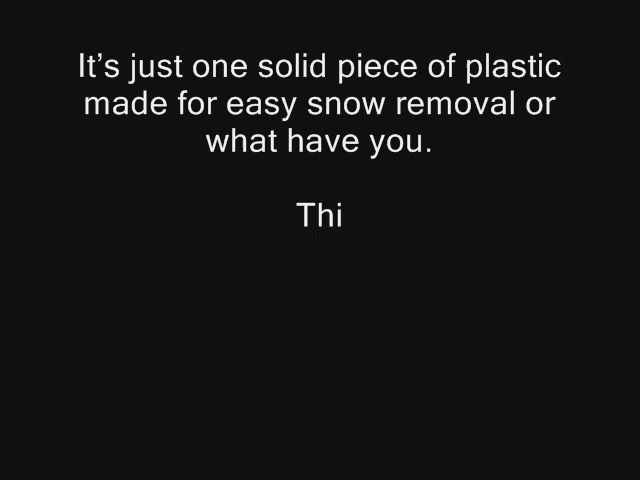 It’s just one solid piece of plastic
made for easy snow removal or
what have you.
Thi